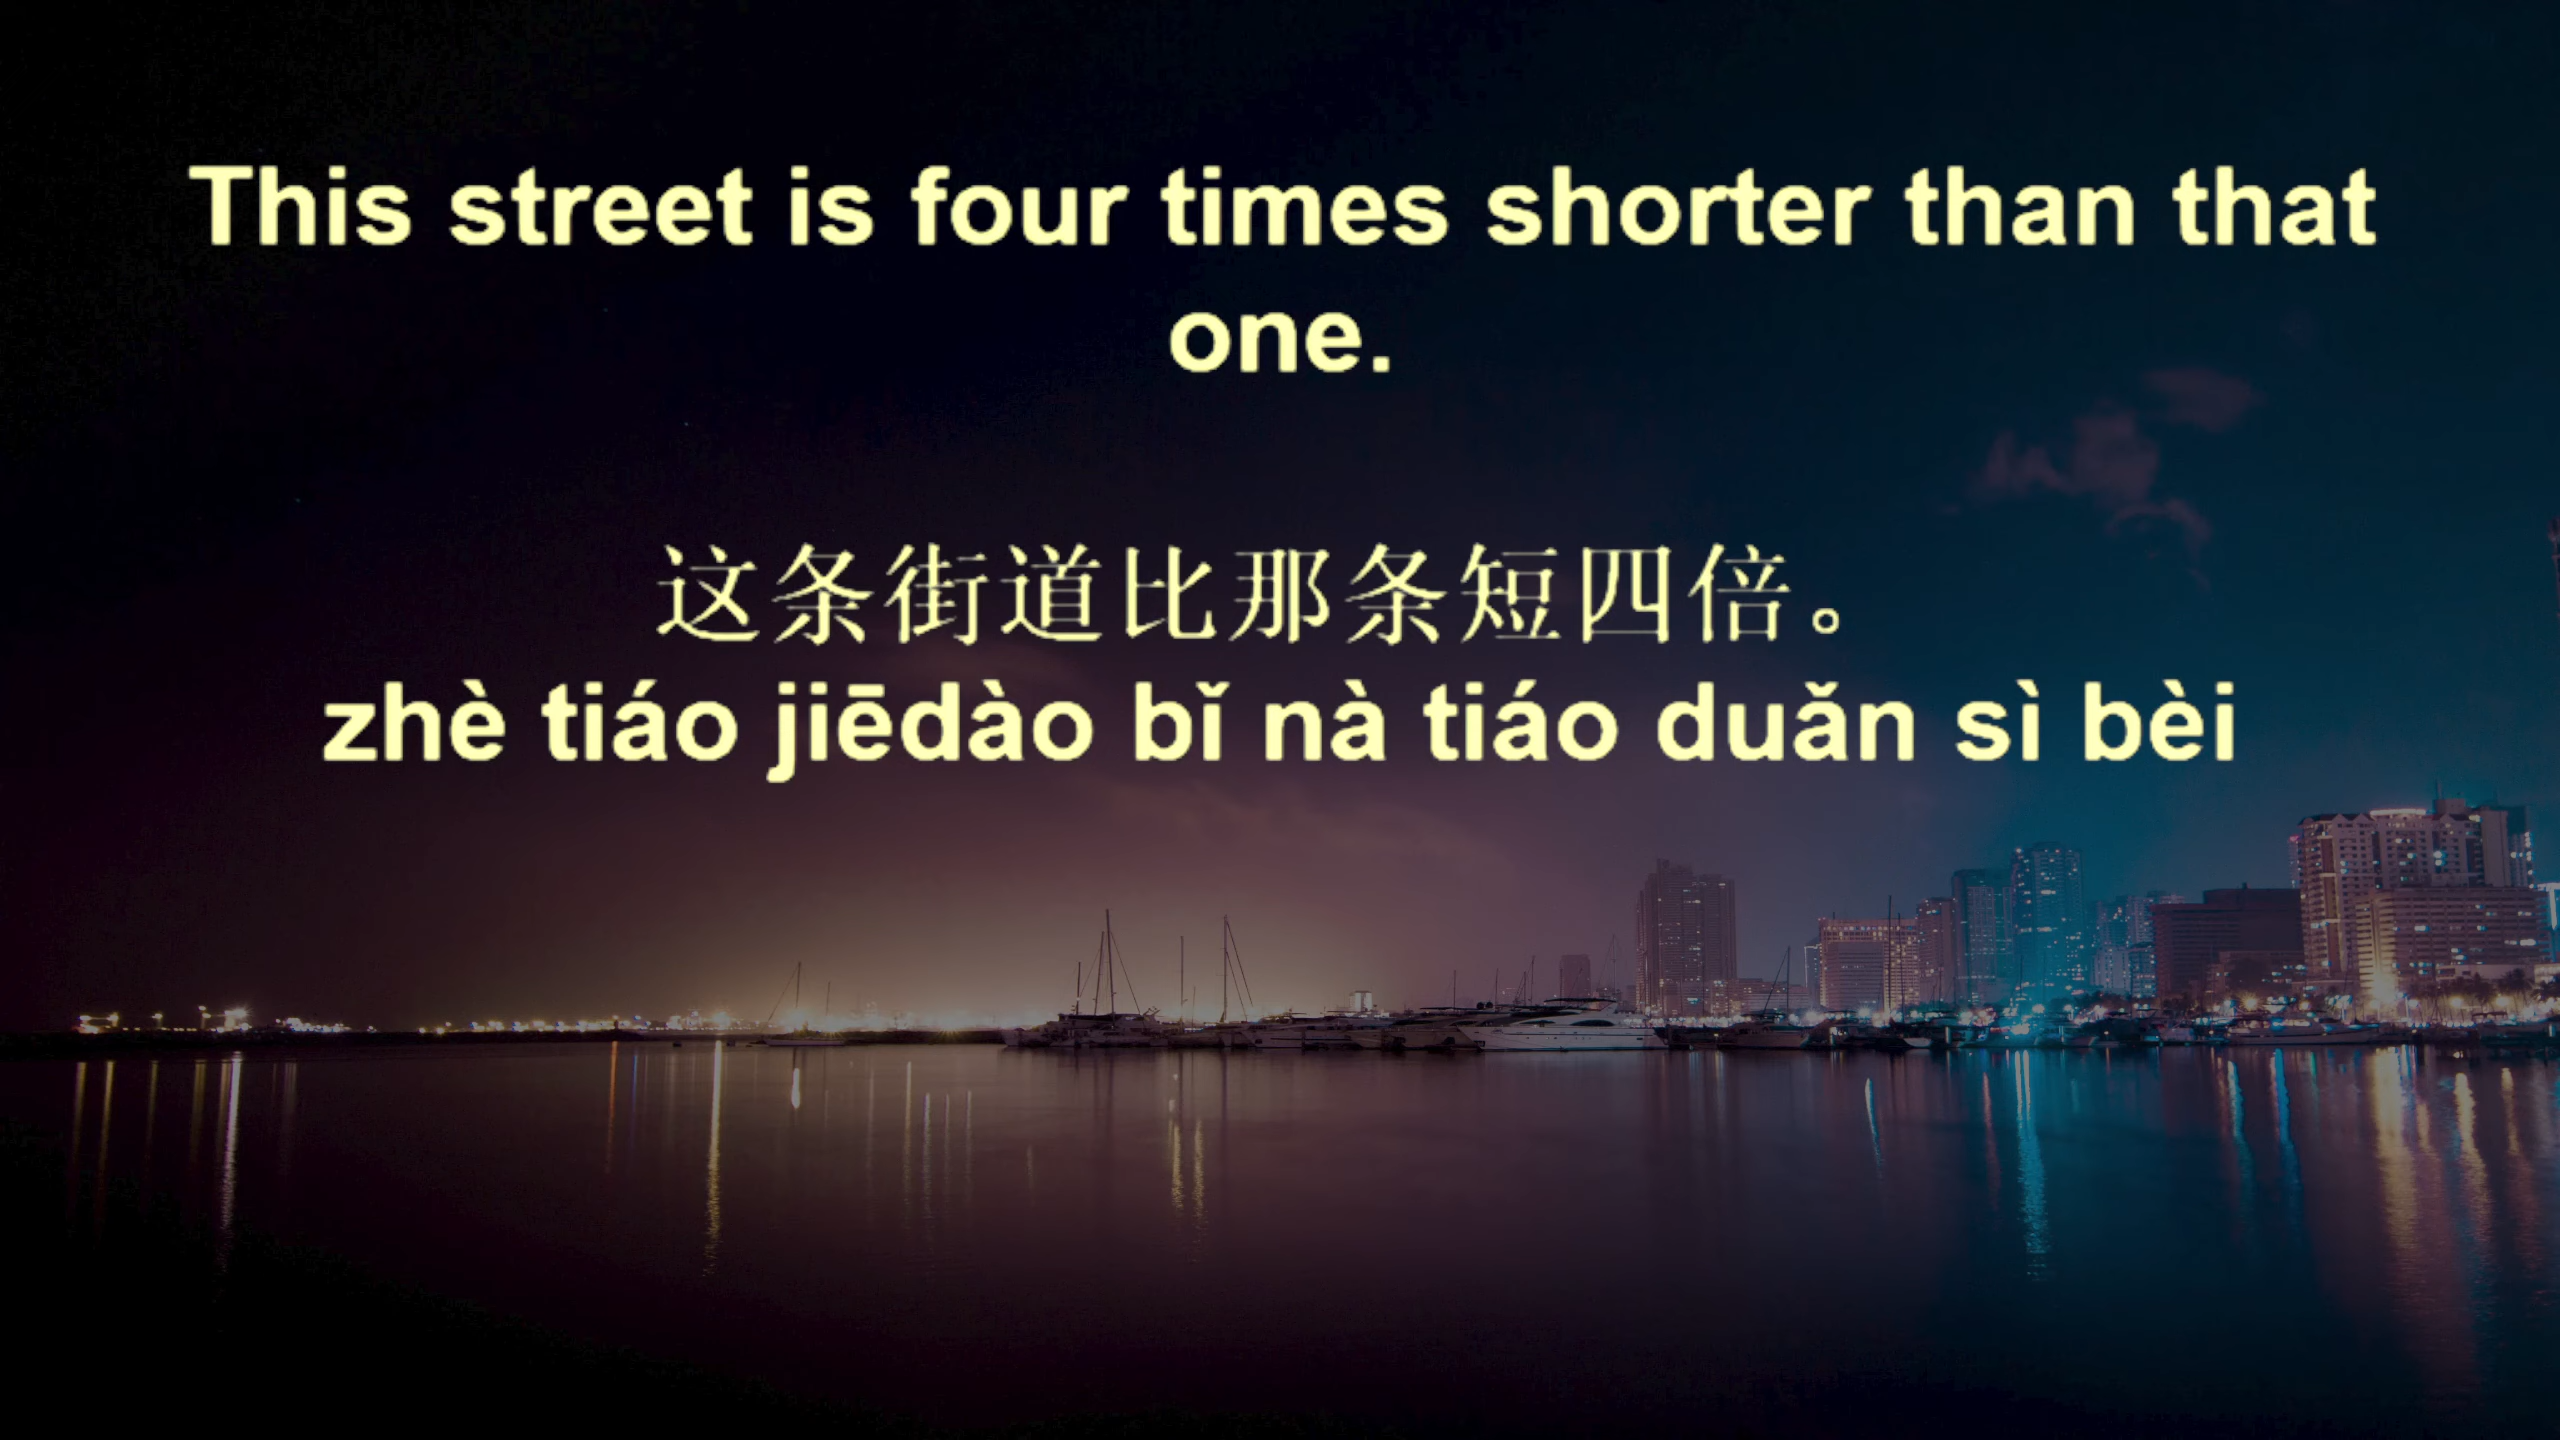 This street is four times shorter than that
one.
这条街道比那条短四倍。
zhè tiáo jiēdào bǐ nà tiáo duǎn sì bèi